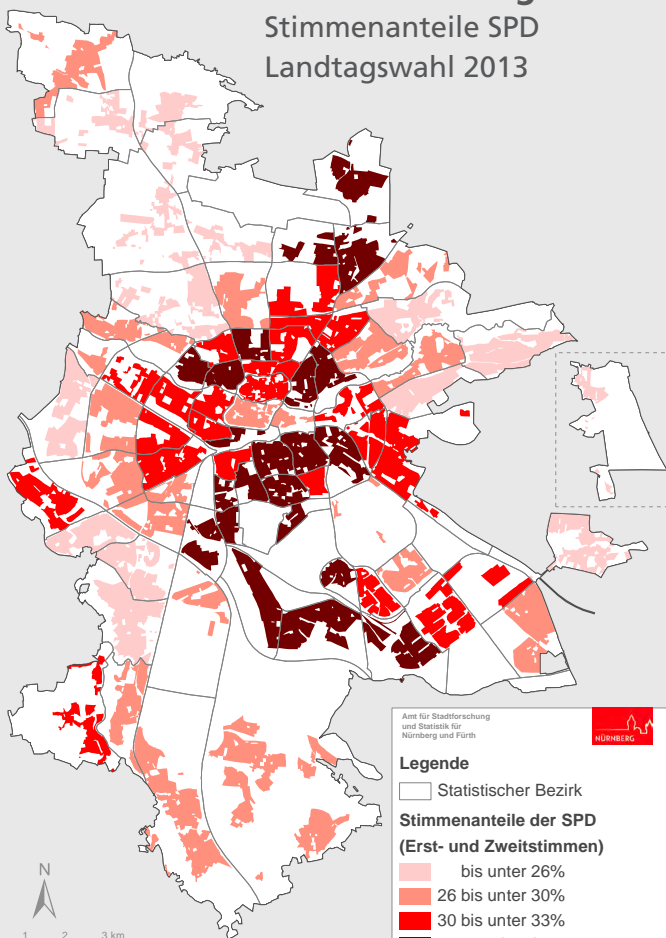 Stimmenanteile SPD
Landtagswahl 2013
Amt für Stadtforschung
und Statistik für
Nürnberg und Fürth
NÜRNBERG
Legende
Statistischer Bezirk
Stimmenanteile der SPD
(Erst- und Zweitstimmen)
bis unter 26%
26 bis unter 30%
30 bis unter 33%
N
1 2 3 km